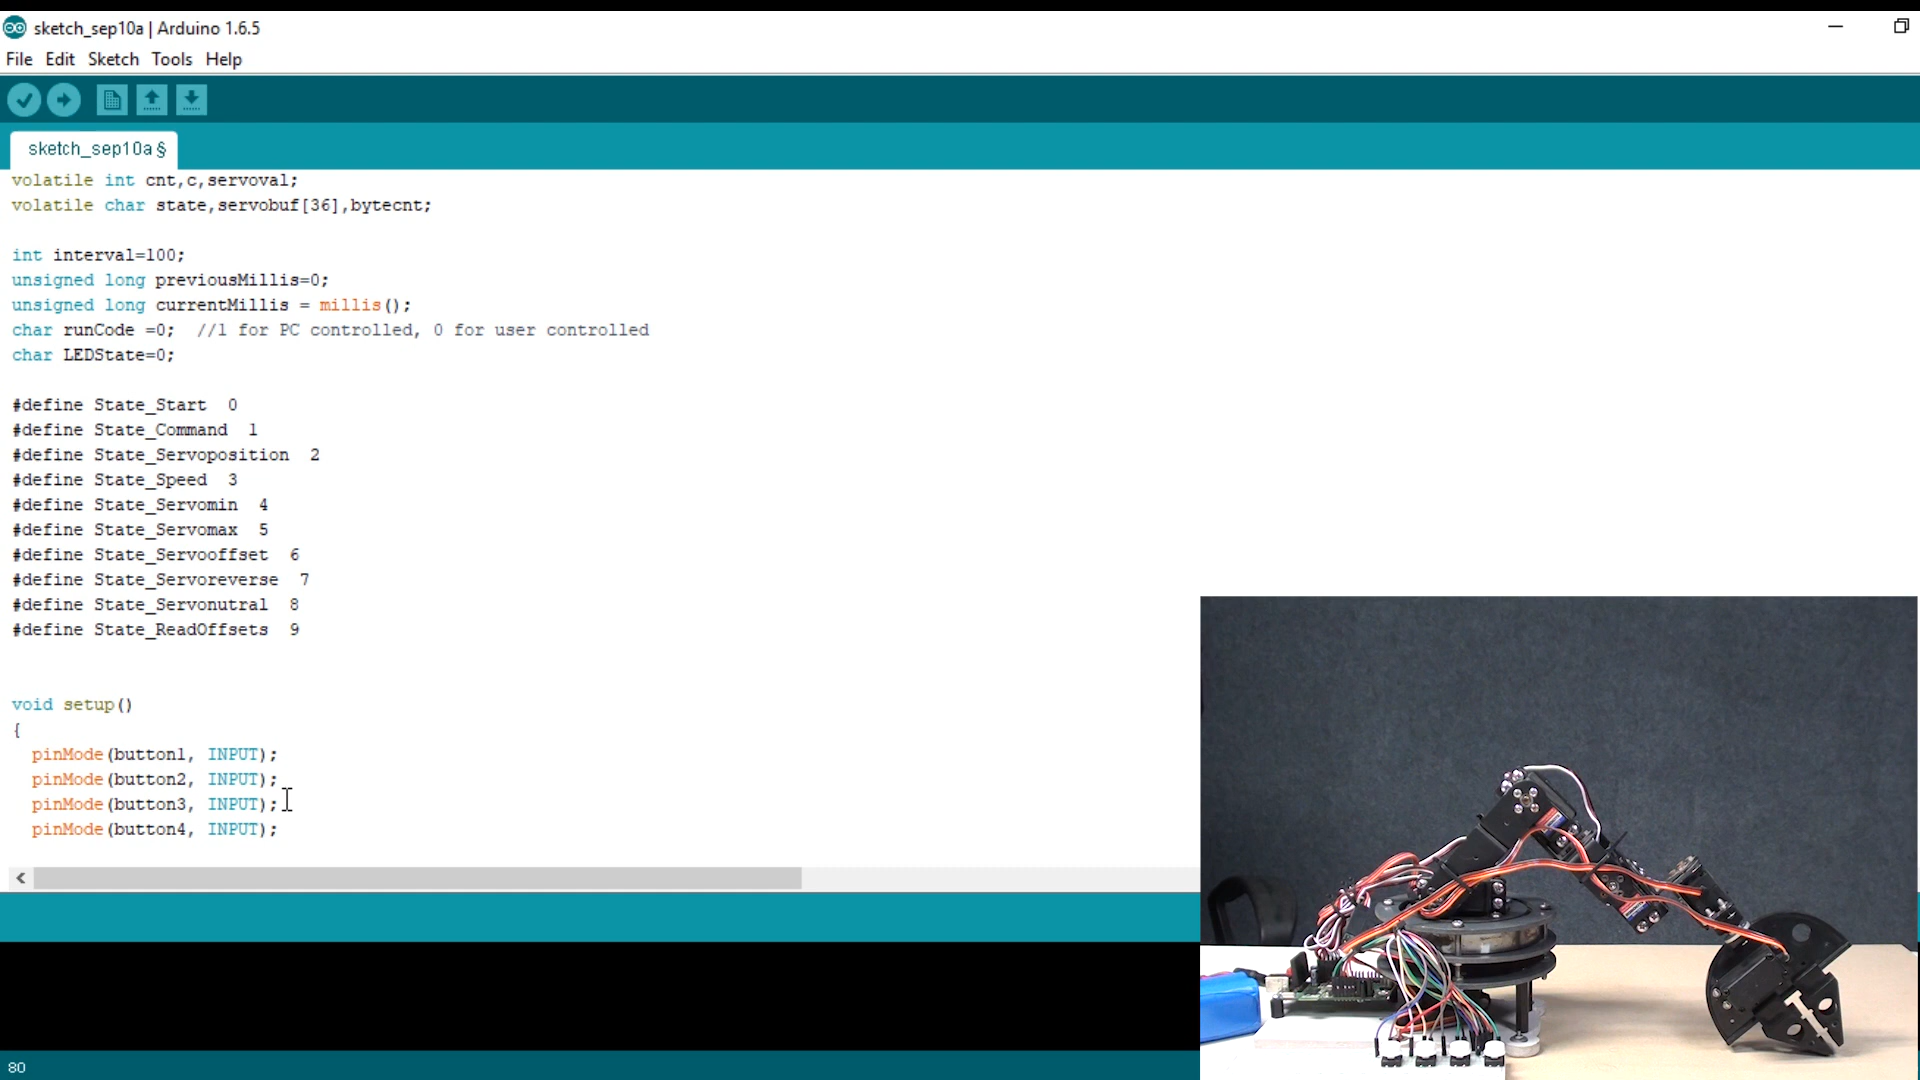 sketch_sep10a | Arduino 1.6.5
File Edit Sketch Tools Help
sketch_sep10a §
volatile int cnt,c,servoval;
volatile char state,servobuf[36],bytecnt;
int interval=100;
unsigned long previousMillis=0;
unsigned long currentMillis = millis();
char runCode =0;  //1 for PC controlled, 0 for user controlled
char LEDState=0;
#define State_Start  0
#define State_Command  1
#define State_Servoposition  2
#define State_Speed  3
#define State_Servomin  4
#define State_Servomax  5
#define State_Servooffset  6
#define State_Servoreverse  7
#define State_Servonutral  8
#define State_ReadOffsets  9
void setup()
{
pinMode(button1, INPUT);
pinMode(button2, INPUT);
pinMode(button3, INPUT);
pinMode(button4, INPUT);
80